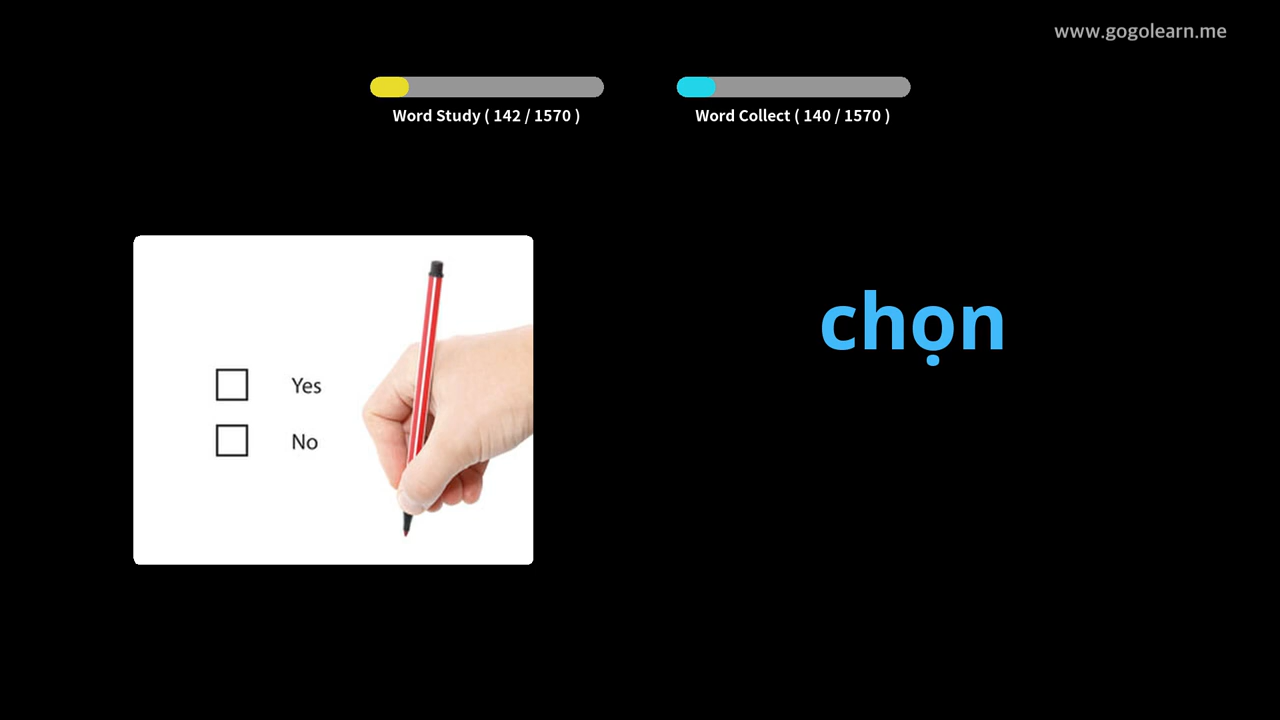 www.gogolearn.me
Word Study ( 142 / 1570 )
Word Collect ( 140 / 1570 )
chọn
Yes
No